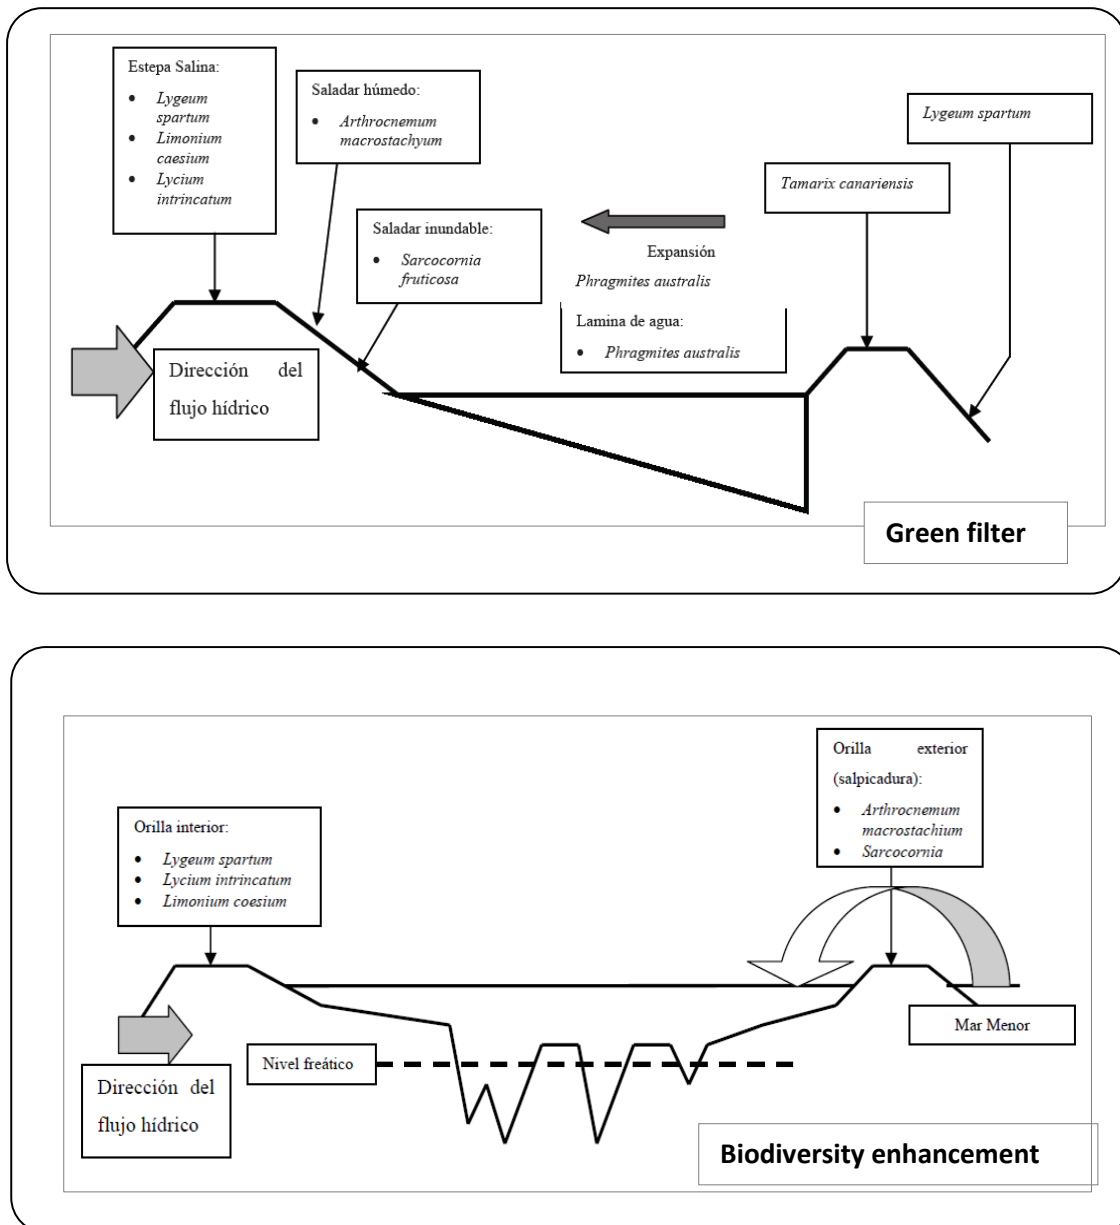 Estepa Salina:
• Lygeum
spartum
• Limonium
caesium
• Lycium
intrincatum
Saladar húmedo:
• Arthrocnemum
macrostachyum
Saladar inundable:
• Sarcocornia
fruticosa
Expansión
Phragmites australis
Lamina de agua:
• Phragmites australis
Tamarix canariensis
Lygeum spartum
Dirección del
flujo hídrico
Green filter
Orilla interior:
• Lygeum spartum
• Lycium intrincatum
• Limonium coesium
Orilla exterior
(salpicadura):
• Arthrocnemum
macrostachium
• Sarcocornia
Mar Menor
Nivel freático
Dirección del
flujo hídrico
Biodiversity enhancement